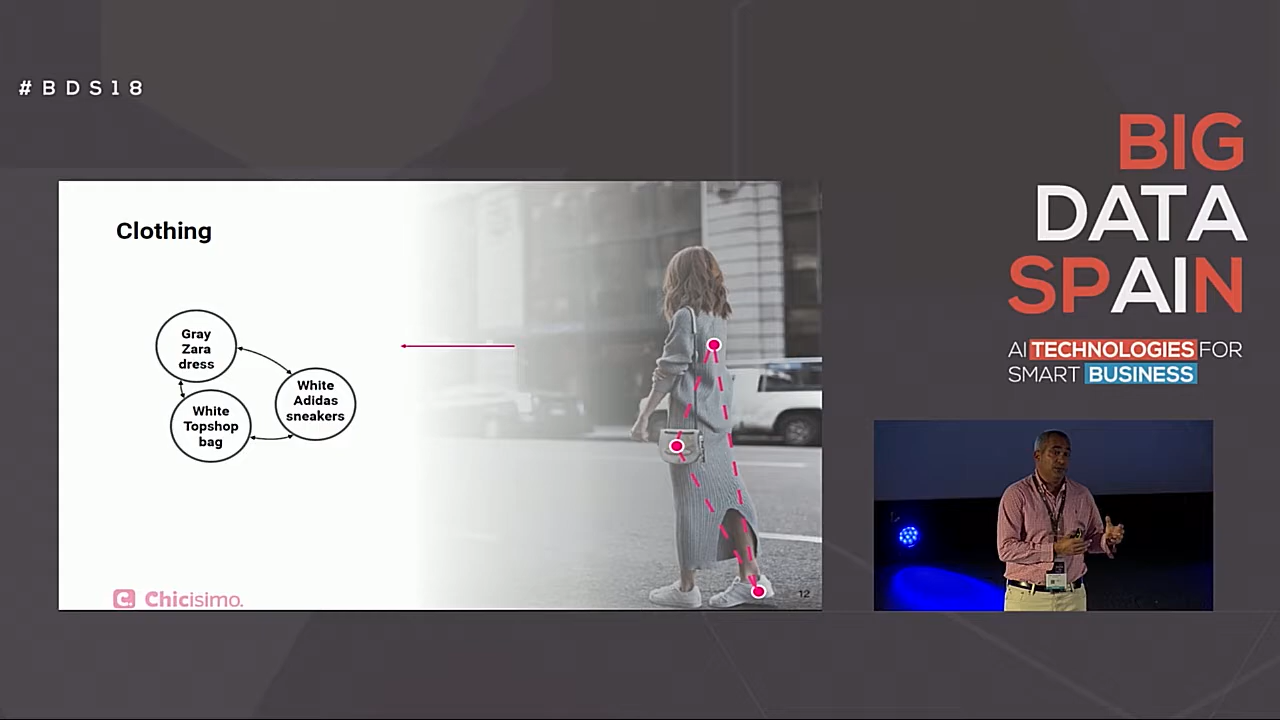 #BDS18
BIG
DATA
SPAIN
AI TECHNOLOGIES FOR
SMART BUSINESS
Clothing
Gray
Zara
dress
White
Adidas
sneakers
White
Topshop
bag
Chicisimo.
12